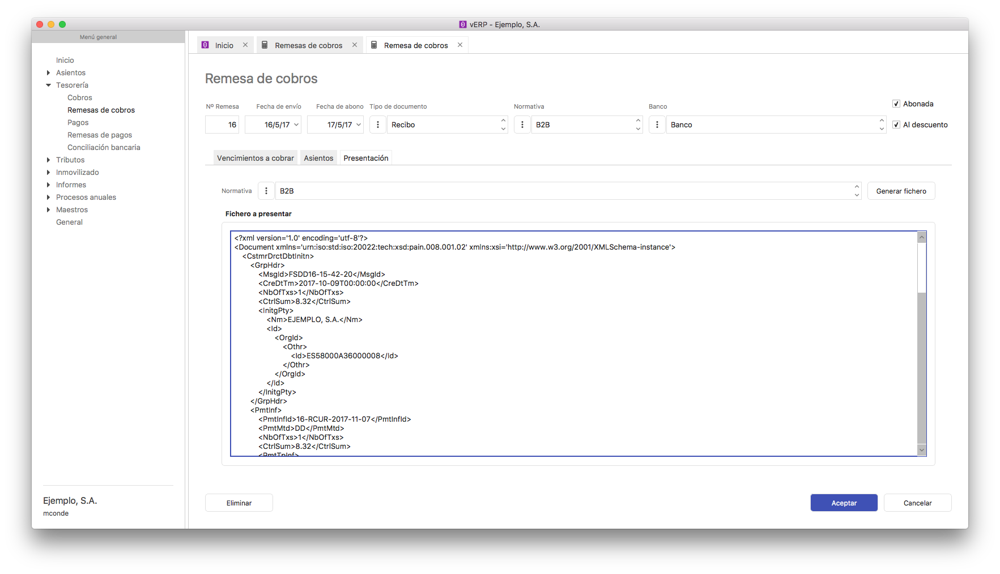 vERP - Ejemplo, S.A.
Menú general
Inicio
Asientos
Tesorería
Cobros
Remesas de cobros
Pagos
Remesas de pagos
Conciliación bancaria
Tributos
Inmovilizado
Informes
Procesos anuales
Maestros
General
Ejemplo, S.A.
mconde
Inicio Remesas de cobros Remesa de cobros
Remesa de cobros
Nº Remesa Fecha de envío Fecha de abono Tipo de documento Normativa Banco Abonada
16 16/5/17 17/5/17 Recibo B2B Banco Al descuento
Vencimientos a cobrar Asientos Presentación
Normativa B2B Generar fichero
Fichero a presentar
<?xml version='1.0' encoding='utf-8'?>
<Document xmlns='urn:iso:std:iso:20022:tech:xsd:pain.008.001.02' xmlns:xsi='http://www.w3.org/2001/XMLSchema-instance'>
<CstmrDrctDbtInitn>
<GrpHdr>
<MsgId>FSDD16-15-42-20</MsgId>
<CreDtTm>2017-10-09T00:00:00</CreDtTm>
<NbOfTxs>1</NbOfTxs>
<CtrlSum>8.32</CtrlSum>
<InitgPty>
<Nm>EJEMPLO, S.A.</Nm>
<Id>
<OrgId>
<Othr>
<Id>ES58000A36000008</Id>
</Othr>
</OrgId>
</Id>
</InitgPty>
</GrpHdr>
<PmtInf>
<PmtInfId>16-RCUR-2017-11-07</PmtInfId>
<PmtMtd>DD</PmtMtd>
<NbOfTxs>1</NbOfTxs>
<CtrlSum>8.32</CtrlSum>
<PmtTpInf>
Eliminar Aceptar Cancelar